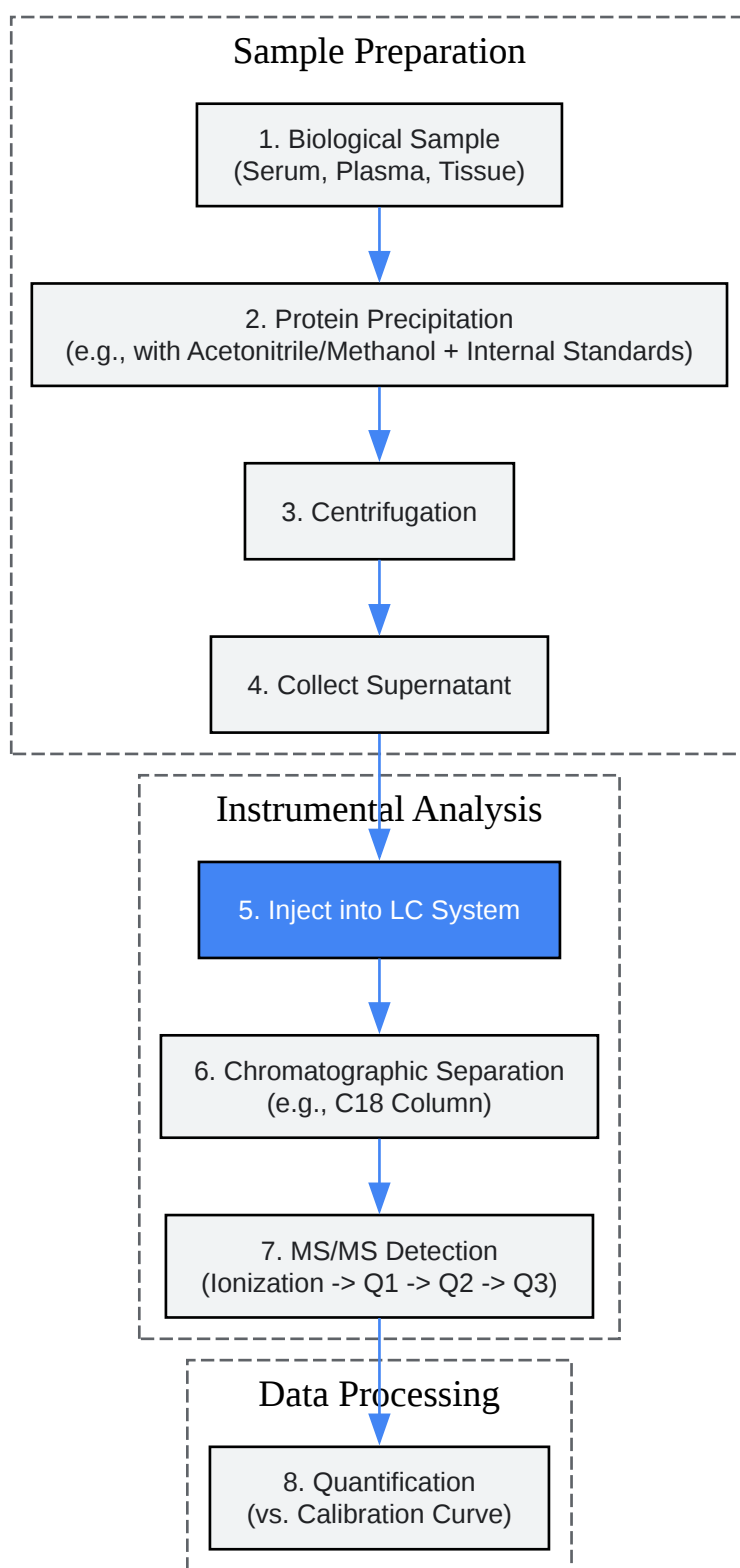 Sample Preparation
1. Biological Sample
(Serum, Plasma, Tissue)
2. Protein Precipitation
(e.g., with Acetonitrile/Methanol + Internal Standards)
3. Centrifugation
4. Collect Supernatant
Instrumental Analysis
5. Inject into LC System
6. Chromatographic Separation
(e.g., C18 Column)
7. MS/MS Detection
(Ionization -> Q1 -> Q2 -> Q3)
Data Processing
8. Quantification
(vs. Calibration Curve)